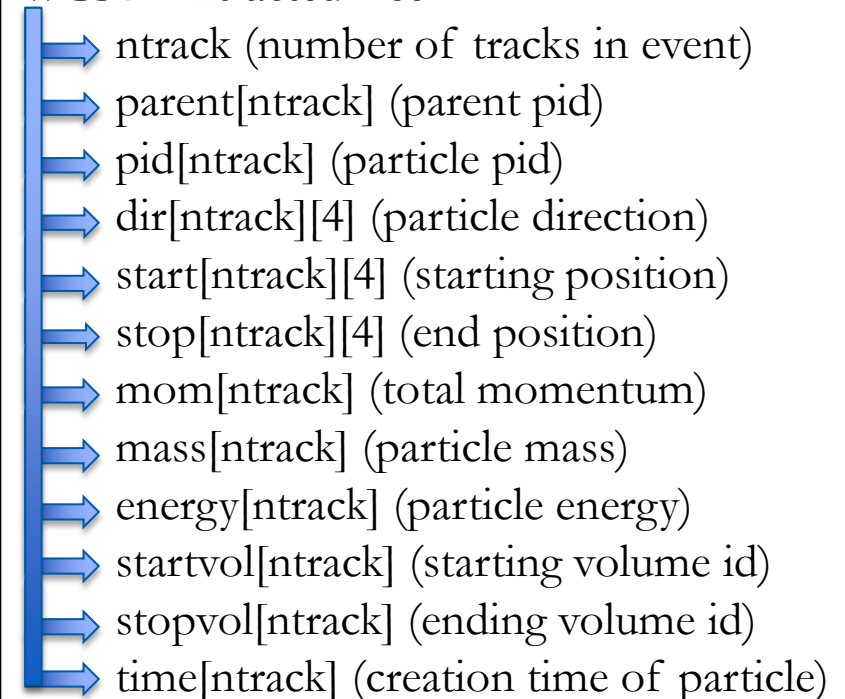 ntrack (number of tracks in event)
parent[ntrack] (parent pid)
pid[ntrack] (particle pid)
dir[ntrack][4] (particle direction)
start[ntrack][4] (starting position)
stop[ntrack][4] (end position)
mom[ntrack] (total momentum)
mass[ntrack] (particle mass)
energy[ntrack] (particle energy)
startvol[ntrack] (starting volume id)
stopvol[ntrack] (ending volume id)
time[ntrack] (creation time of particle)